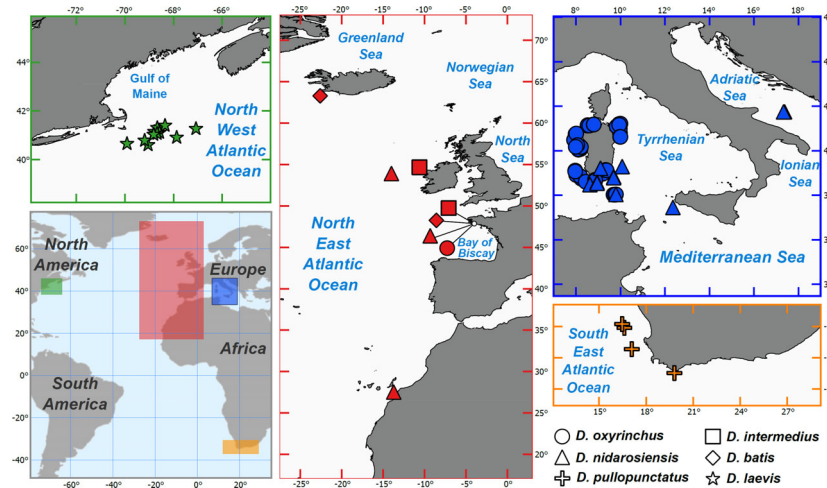 −72 −70 −68 −66
44° 42° 40°
Gulf of
Maine
North
West
Atlantic
Ocean
North
America
Europe
Africa
South
America
60°
40°
20°
0°
−20°
−40°
−60° −40° −20° 0° 20°
Greenland
Sea
Norwegian
Sea
North
Sea
North
East
Atlantic
Ocean
Bay of
Biscay
70°
65°
60°
55°
50°
45°
40°
35°
30°
25°
20°
−25° −20° −15° −10° −5° 0°
8° 10° 12° 14° 16° 18°
Adriatic
Sea
Tyrrhenian
Sea
Ionian
Sea
Mediterranean Sea
South
East
Atlantic
Ocean
15° 19° 23° 27°
D. oxyrinchus
D. intermedius
D. nidarosiensis
D. batis
D. pullopunctatus
D. laevis